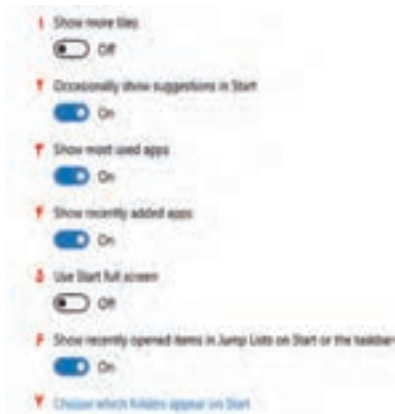 ۱ Show more tiles
Off
۲ Occasionally show suggestions in Start
On
۳ Show most used apps
On
۴ Show recently added apps
On
۵ Use Start full screen
Off
۶ Show recently opened items in Jump Lists on Start or the taskbar
On
۷ Choose which folders appear on Start